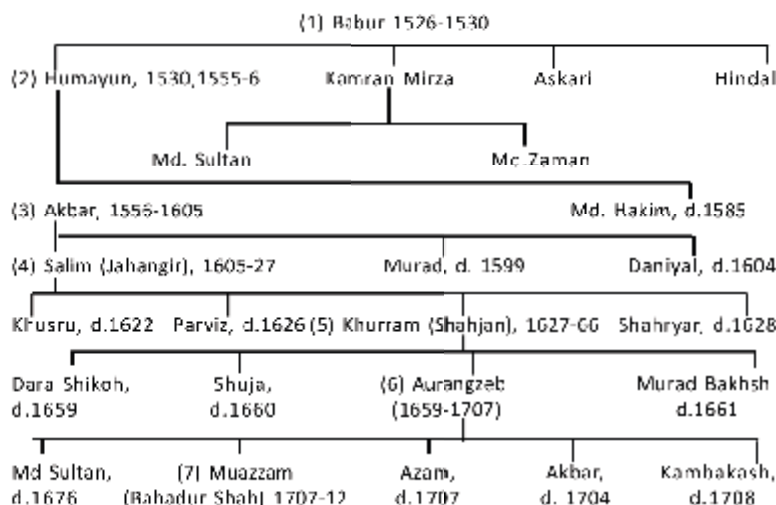 (1) Babur 1526-1530
(2) Humayun, 1530,1555-6 Kamran Mirza Askari Hindal
Md. Sultan Md. Zaman
(3) Akbar, 1556-1605 Md. Hakim, d.1585
(4) Salim (Jahangir), 1605-27 Murad, d. 1599 Daniyal, d.1604
Khusru, d.1622 Parviz, d.1626 (5) Khurram (Shahjan), 1627-66 Shahryar, d.1628
Dara Shikoh, Shuja, (6) Aurangzeb Murad Bakhsh
d.1659 d.1660 (1659-1707) d.1661
Md Sultan, (7) Muazzam Azam, Akbar, Kambakash,
d.1676 (Bahadur Shah) 1707-12 d.1707 d. 1704 d.1708